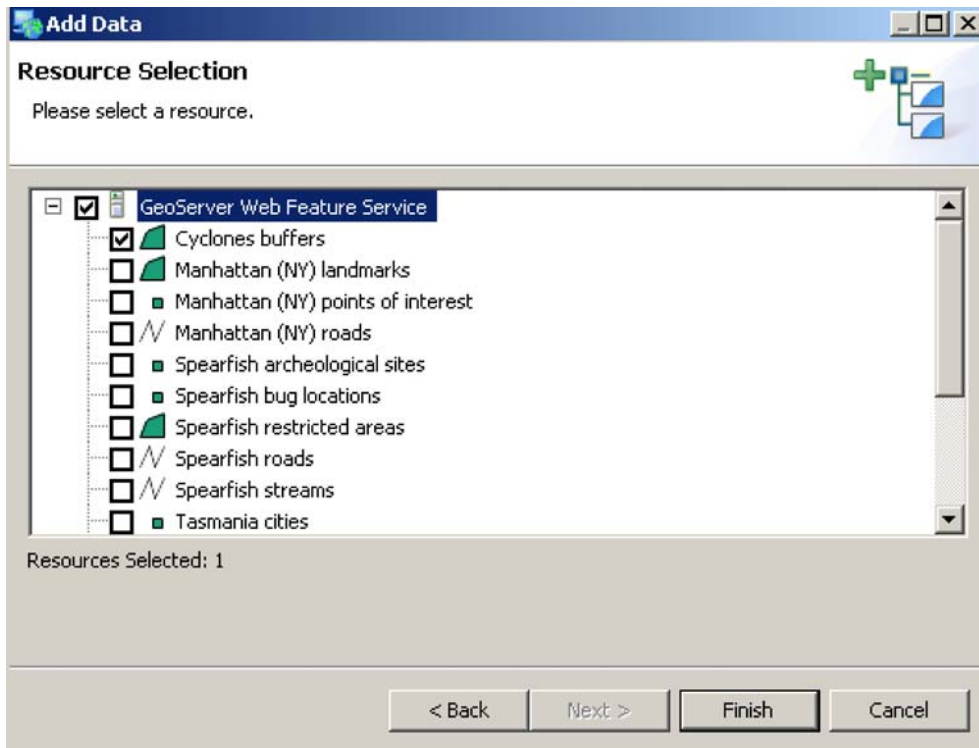 Add Data
Resource Selection
Please select a resource.
GeoServer Web Feature Service
Cyclones buffers
Manhattan (NY) landmarks
Manhattan (NY) points of interest
Manhattan (NY) roads
Spearfish archeological sites
Spearfish bug locations
Spearfish restricted areas
Spearfish roads
Spearfish streams
Tasmania cities
Resources Selected: 1
< Back Next > Finish Cancel